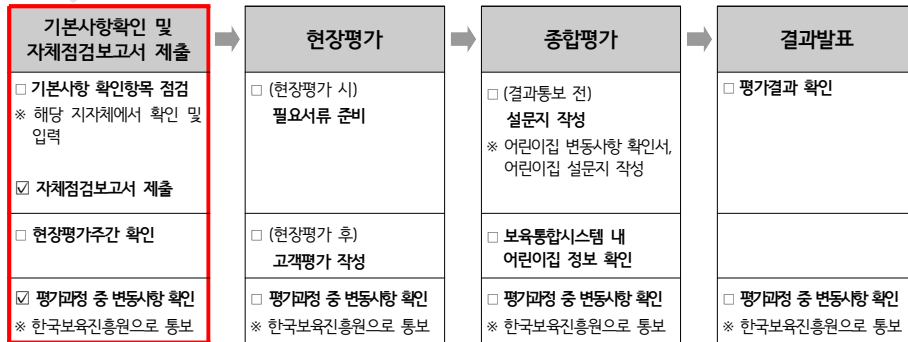 기본사항확인 및
자체점검보고서 제출
□ 기본사항 확인항목 점검
※ 해당 지자체에서 확인 및
입력
☑ 자체점검보고서 제출
□ 현장평가주간 확인
☑ 평가과정 중 변동사항 확인
※ 한국보육진흥원으로 통보
현장평가
□ (현장평가 시)
필요서류 준비
□ (현장평가 후)
고객평가 작성
□ 평가과정 중 변동사항 확인
※ 한국보육진흥원으로 통보
종합평가
□ (결과통보 전)
설문지 작성
※ 어린이집 변동사항 확인서,
어린이집 설문지 작성
□ 보육통합시스템 내
어린이집 정보 확인
□ 평가과정 중 변동사항 확인
※ 한국보육진흥원으로 통보
결과발표
□ 평가결과 확인
□ 평가과정 중 변동사항 확인
※ 한국보육진흥원으로 통보